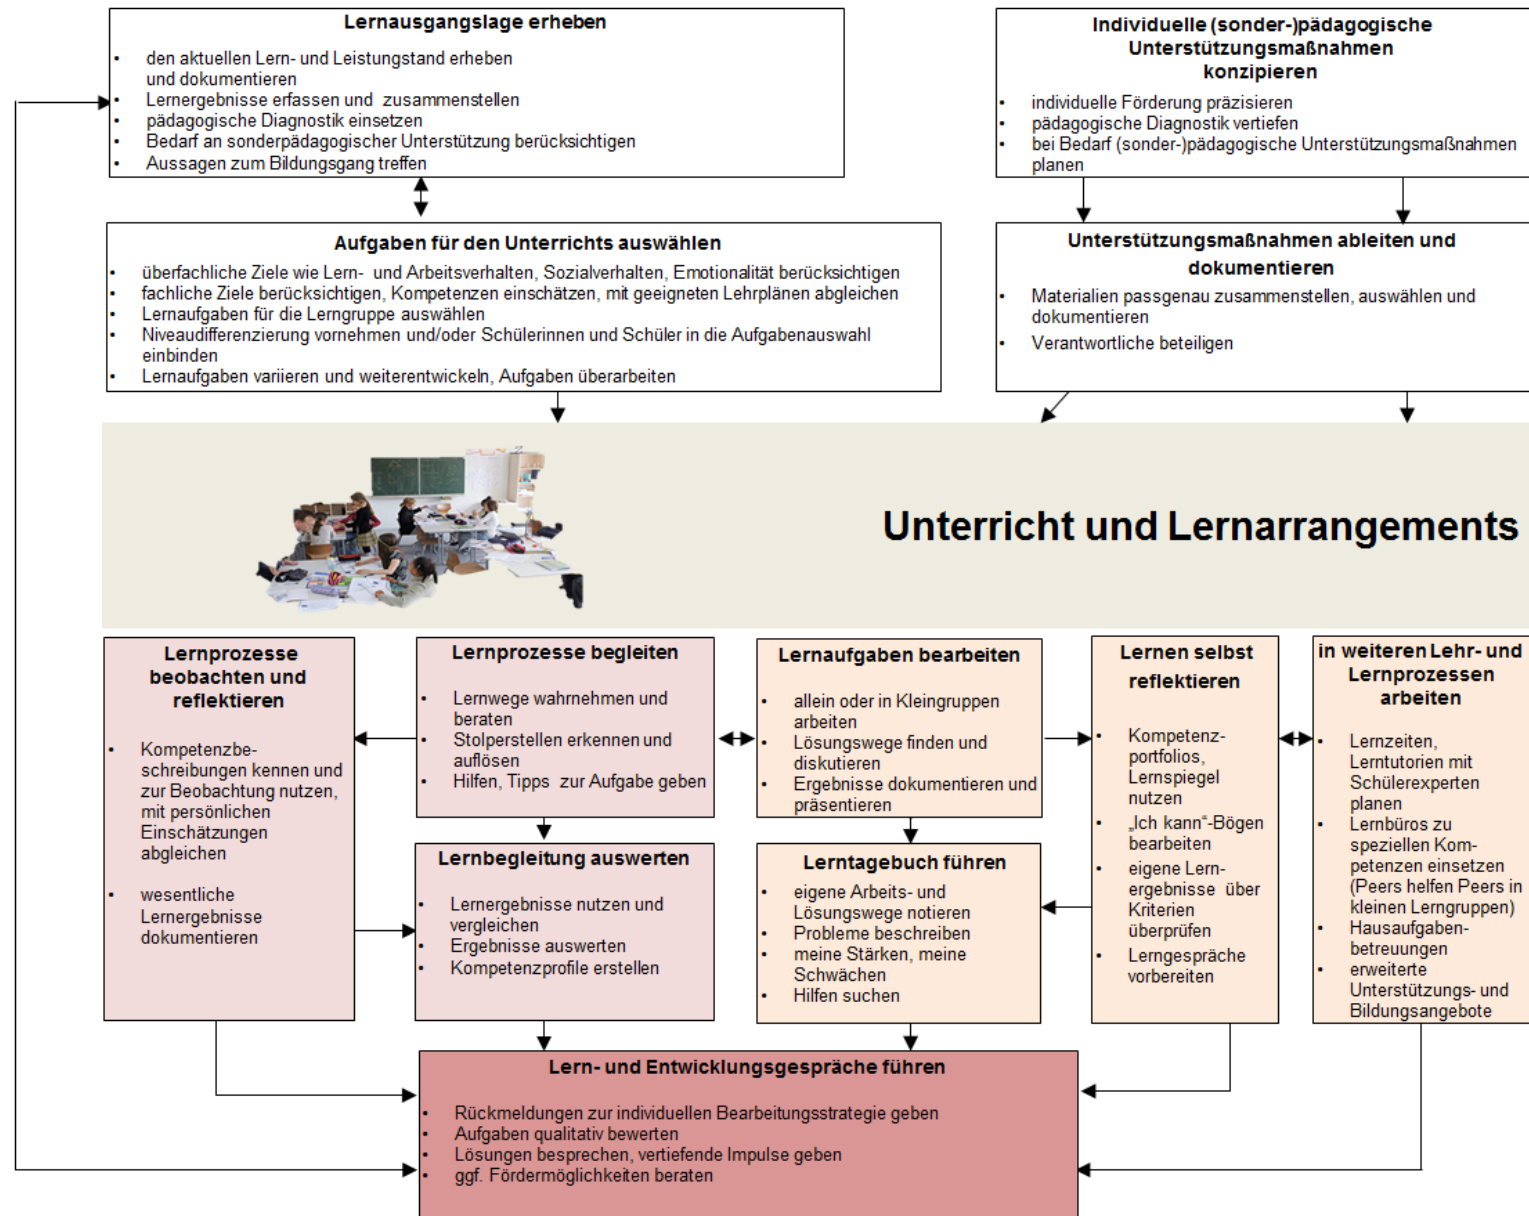 Lernausgangslage erheben
• den aktuellen Lern- und Leistungstand erheben
und dokumentieren
• Lernergebnisse erfassen und zusammenstellen
• pädagogische Diagnostik einsetzen
• Bedarf an sonderpädagogischer Unterstützung berücksichtigen
• Aussagen zum Bildungsgang treffen
Individuelle (sonder-)pädagogische
Unterstützungsmaßnahmen
konzipieren
• individuelle Förderung präzisieren
• pädagogische Diagnostik vertiefen
• bei Bedarf (sonder-)pädagogische Unterstützungsmaßnahmen
planen
Aufgaben für den Unterrichts auswählen
• überfachliche Ziele wie Lern- und Arbeitsverhalten, Sozialverhalten, Emotionalität berücksichtigen
• fachliche Ziele berücksichtigen, Kompetenzen einschätzen, mit geeigneten Lehrplänen abgleichen
• Lernaufgaben für die Lerngruppe auswählen
• Niveaudifferenzierung vornehmen und/oder Schülerinnen und Schüler in die Aufgabenauswahl
einbinden
• Lernaufgaben variieren und weiterentwickeln, Aufgaben überarbeiten
Unterstützungsmaßnahmen ableiten und
dokumentieren
• Materialien passgenau zusammenstellen, auswählen und
dokumentieren
• Verantwortliche beteiligen
Unterricht und Lernarrangements
Lernprozesse
beobachten und
reflektieren
• Kompetenzbe-
schreibungen kennen und
zur Beobachtung nutzen,
mit persönlichen
Einschätzungen
abgleichen
• wesentliche
Lernergebnisse
dokumentieren
Lernprozesse begleiten
• Lernwege wahrnehmen und
beraten
• Stolperstellen erkennen und
auflösen
• Hilfen, Tipps zur Aufgabe geben
Lernbegleitung auswerten
• Lernergebnisse nutzen und
vergleichen
• Ergebnisse auswerten
• Kompetenzprofile erstellen
Lernaufgaben bearbeiten
• allein oder in Kleingruppen
arbeiten
• Lösungswege finden und
diskutieren
• Ergebnisse dokumentieren und
präsentieren
Lerntagebuch führen
• eigene Arbeits- und
Lösungswege notieren
• Probleme beschreiben
• meine Stärken, meine
Schwächen
• Hilfen suchen
Lernen selbst
reflektieren
• Kompetenz-
portfolios,
Lernspiegel
nutzen
• „Ich kann“-Bögen
bearbeiten
• eigene Lern-
ergebnisse über
Kriterien
überprüfen
• Lerngespräche
vorbereiten
in weiteren Lehr- und
Lernprozessen
arbeiten
• Lernzeiten,
Lerntutorien mit
Schülerexperten
planen
• Lernbüros zu
speziellen Kom-
petenzen einsetzen
(Peers helfen Peers in
kleinen Lerngruppen)
• Hausaufgaben-
betreuungen
• erweiterte
Unterstützungs- und
Bildungsangebote
Lern- und Entwicklungsgespräche führen
• Rückmeldungen zur individuellen Bearbeitungsstrategie geben
• Aufgaben qualitativ bewerten
• Lösungen besprechen, vertiefende Impulse geben
• ggf. Fördermöglichkeiten beraten